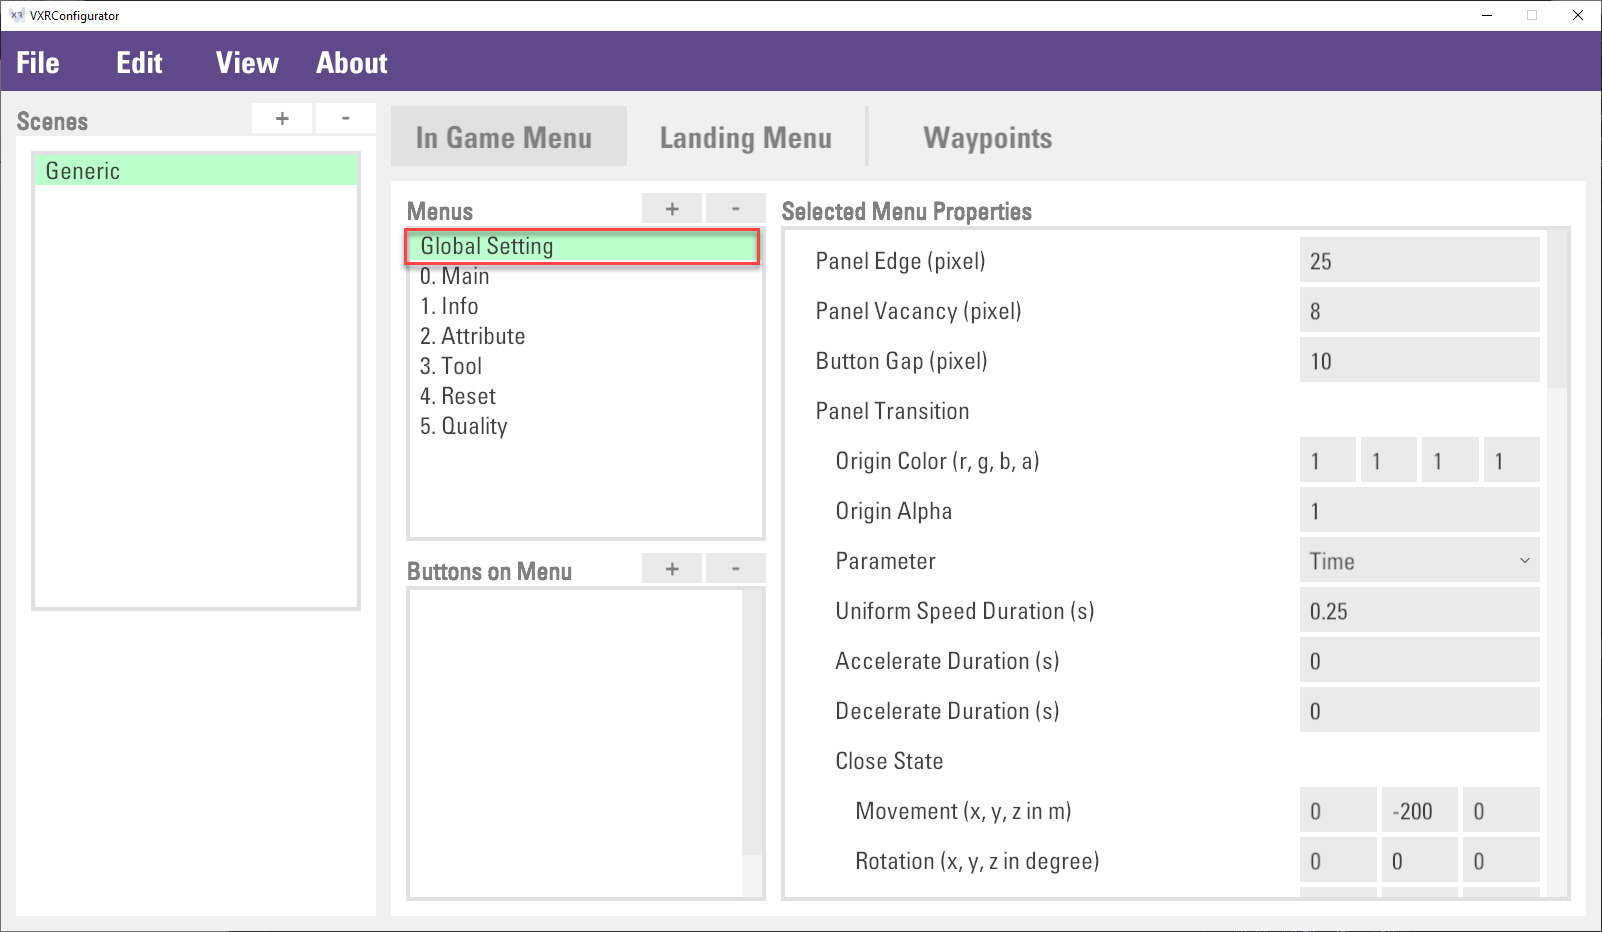 VXRConfigurator
File Edit View About
Scenes + -
Generic
In Game Menu Landing Menu Waypoints
Menus + -
Global Setting
0. Main
1. Info
2. Attribute
3. Tool
4. Reset
5. Quality
Buttons on Menu + -
Selected Menu Properties
Panel Edge (pixel) 25
Panel Vacancy (pixel) 8
Button Gap (pixel) 10
Panel Transition
Origin Color (r, g, b, a) 1 1 1 1
Origin Alpha 1
Parameter Time
Uniform Speed Duration (s) 0.25
Accelerate Duration (s) 0
Decelerate Duration (s) 0
Close State
Movement (x, y, z in m) 0 -200 0
Rotation (x, y, z in degree) 0 0 0